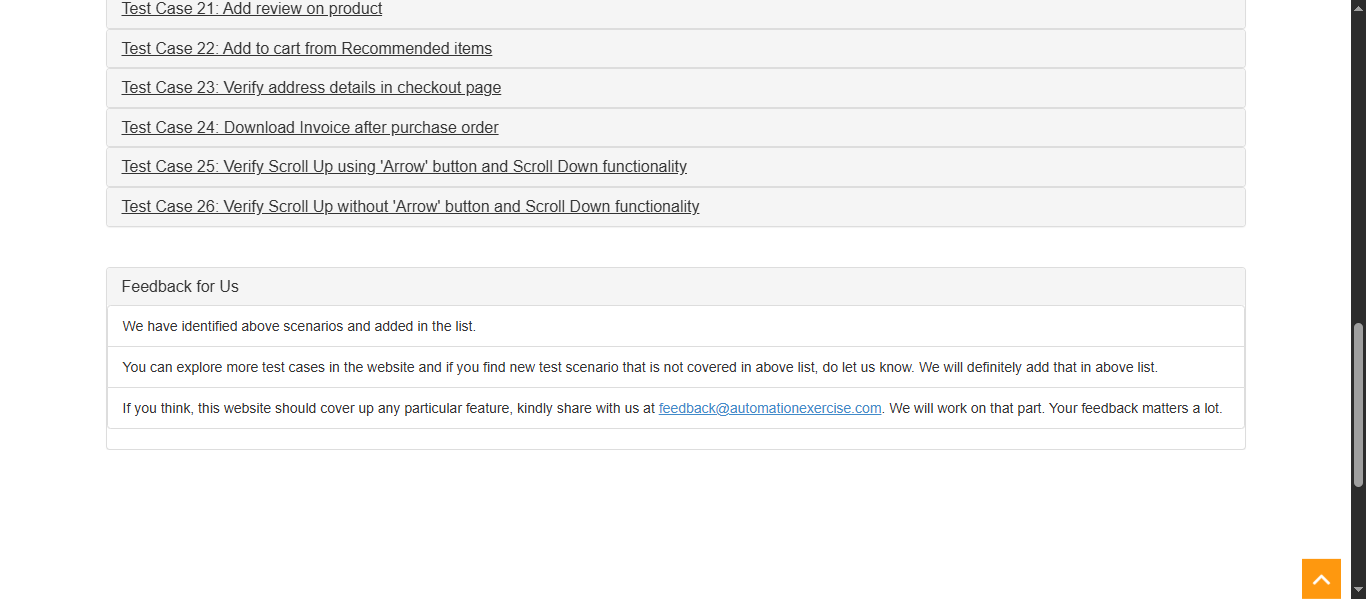 Test Case 21: Add review on product
Test Case 22: Add to cart from Recommended items
Test Case 23: Verify address details in checkout page
Test Case 24: Download Invoice after purchase order
Test Case 25: Verify Scroll Up using 'Arrow' button and Scroll Down functionality
Test Case 26: Verify Scroll Up without 'Arrow' button and Scroll Down functionality
Feedback for Us
We have identified above scenarios and added in the list.
You can explore more test cases in the website and if you find new test scenario that is not covered in above list, do let us know. We will definitely add that in above list.
If you think, this website should cover up any particular feature, kindly share with us at feedback@automationexercise.com. We will work on that part. Your feedback matters a lot.